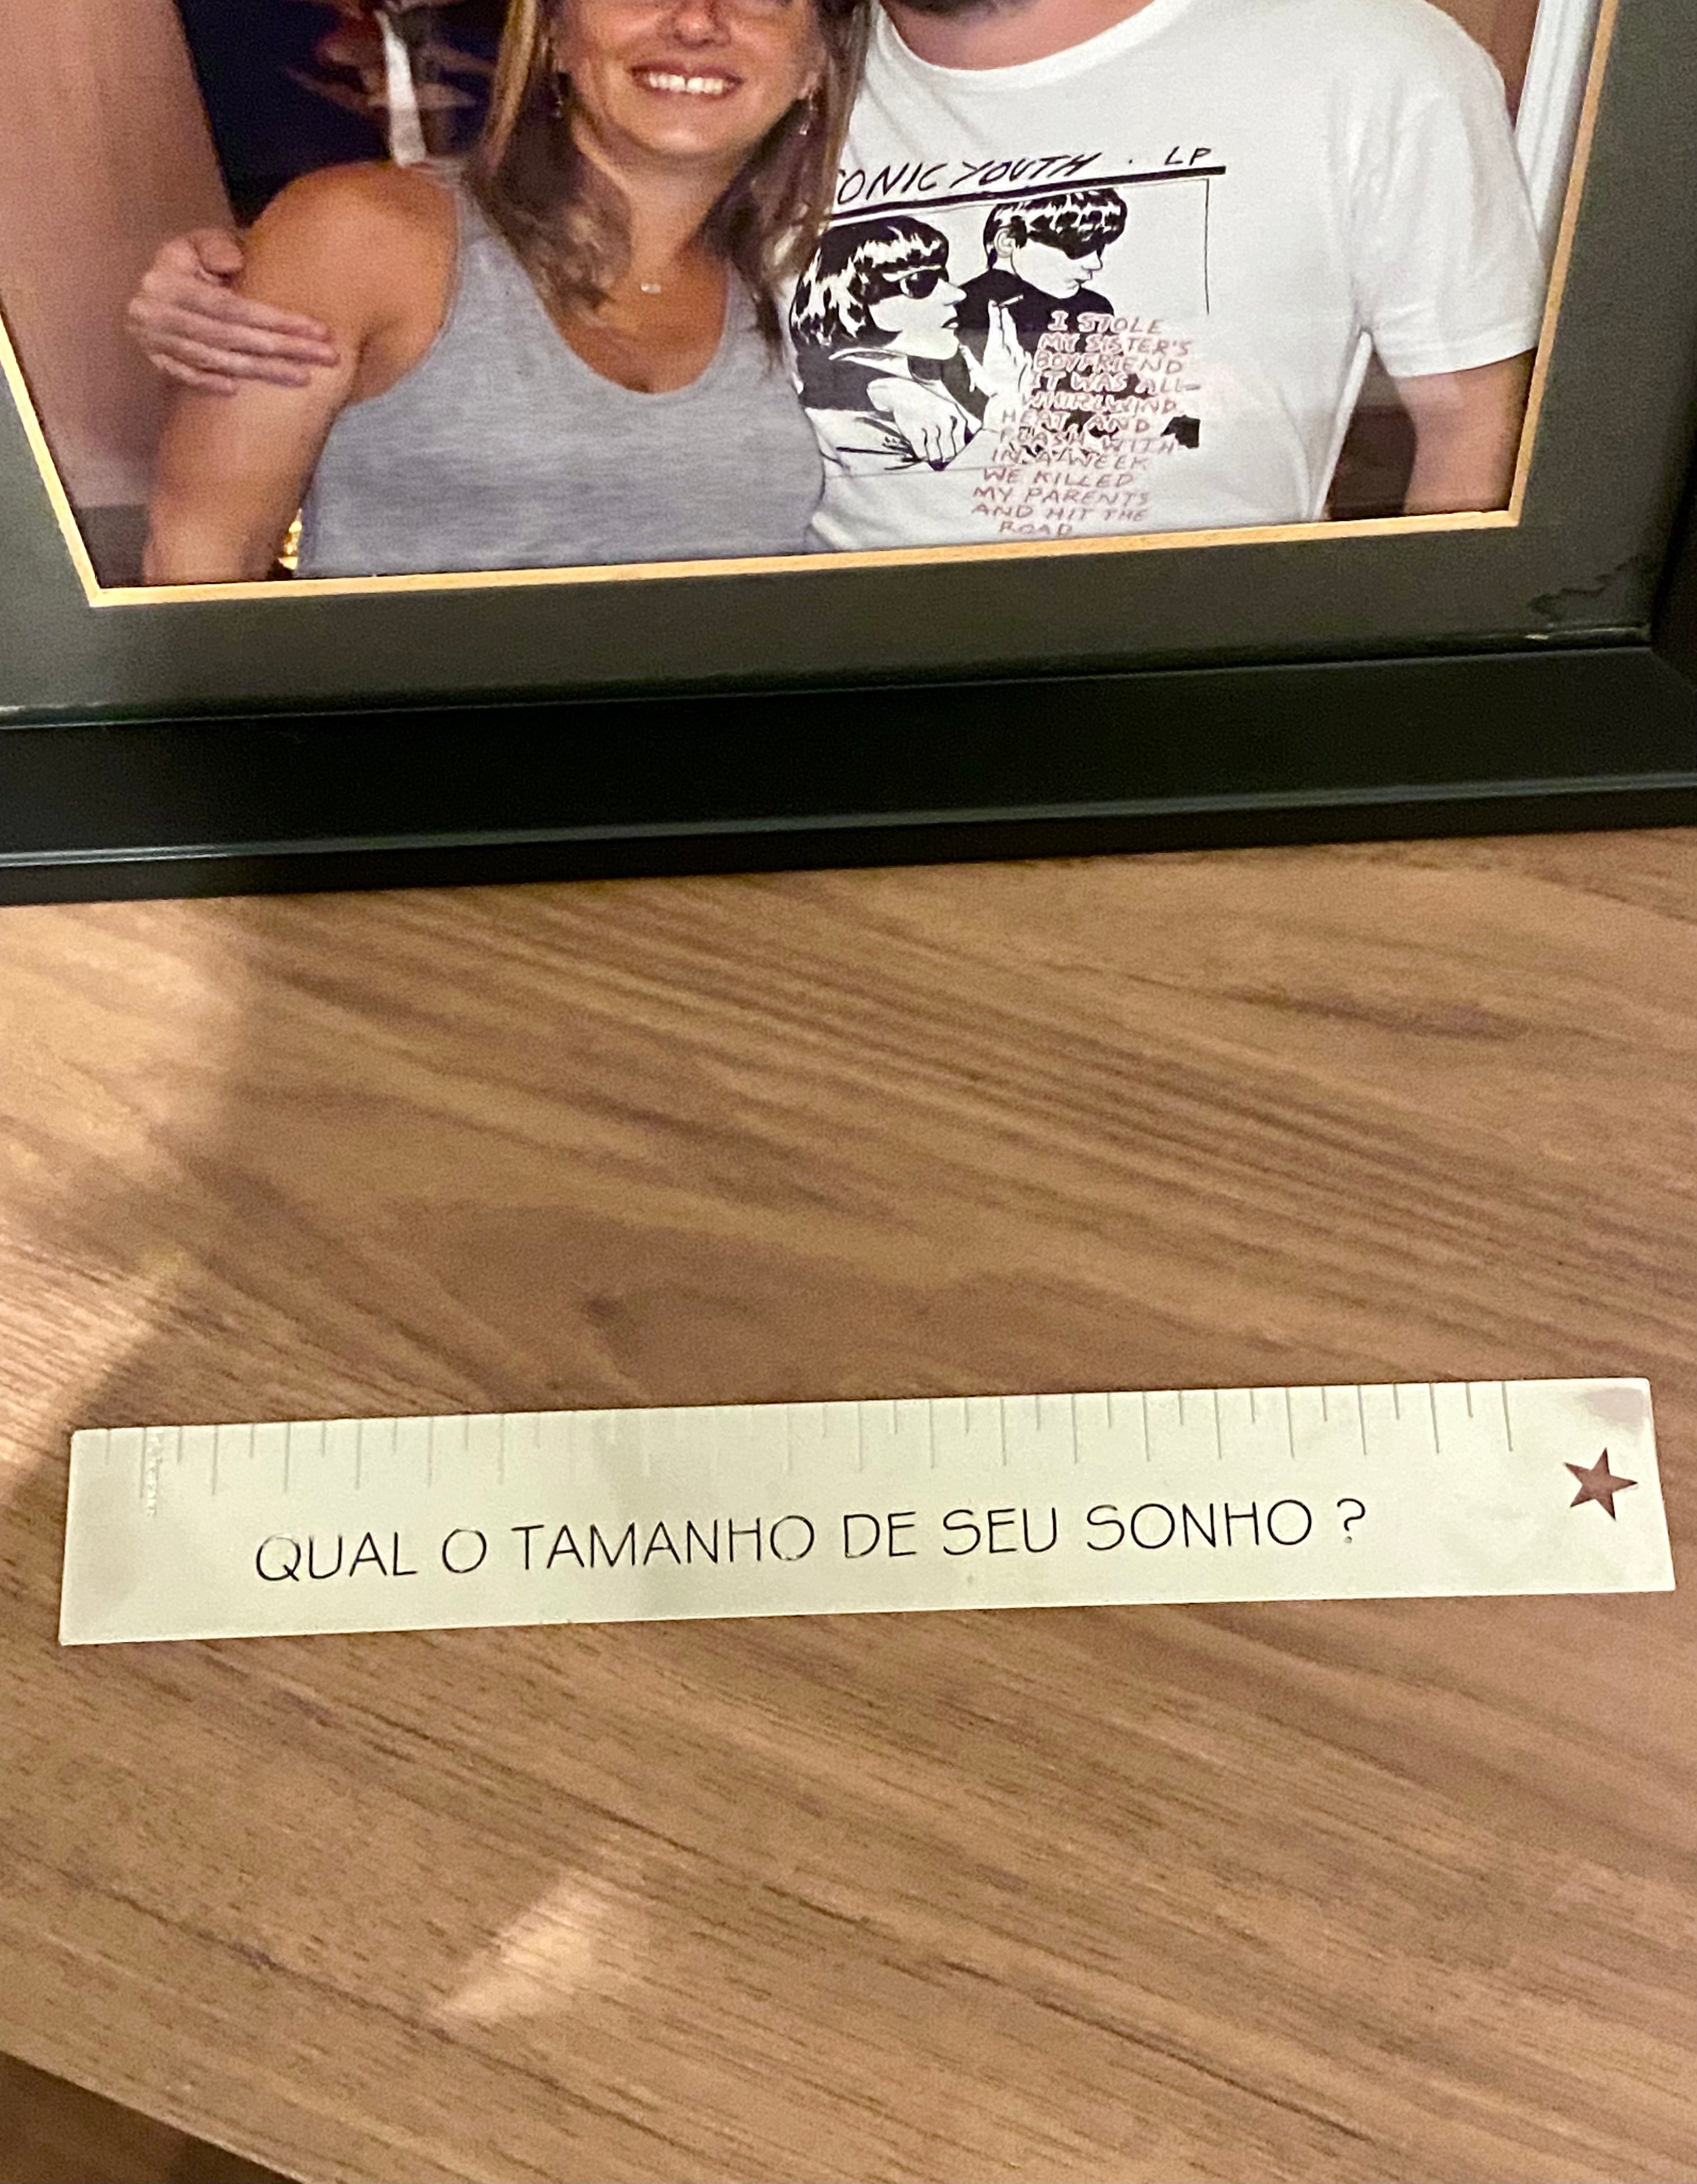 SONIC YOUTH . LP
I STOLE
MY SISTER'S
BOYFRIEND
IT WAS ALL
WHIRLWIND
HEAT, AND
FLASH. WITH
IN A WEEK
WE KILLED
MY PARENTS
AND HIT THE
ROAD
QUAL O TAMANHO DE SEU SONHO ?